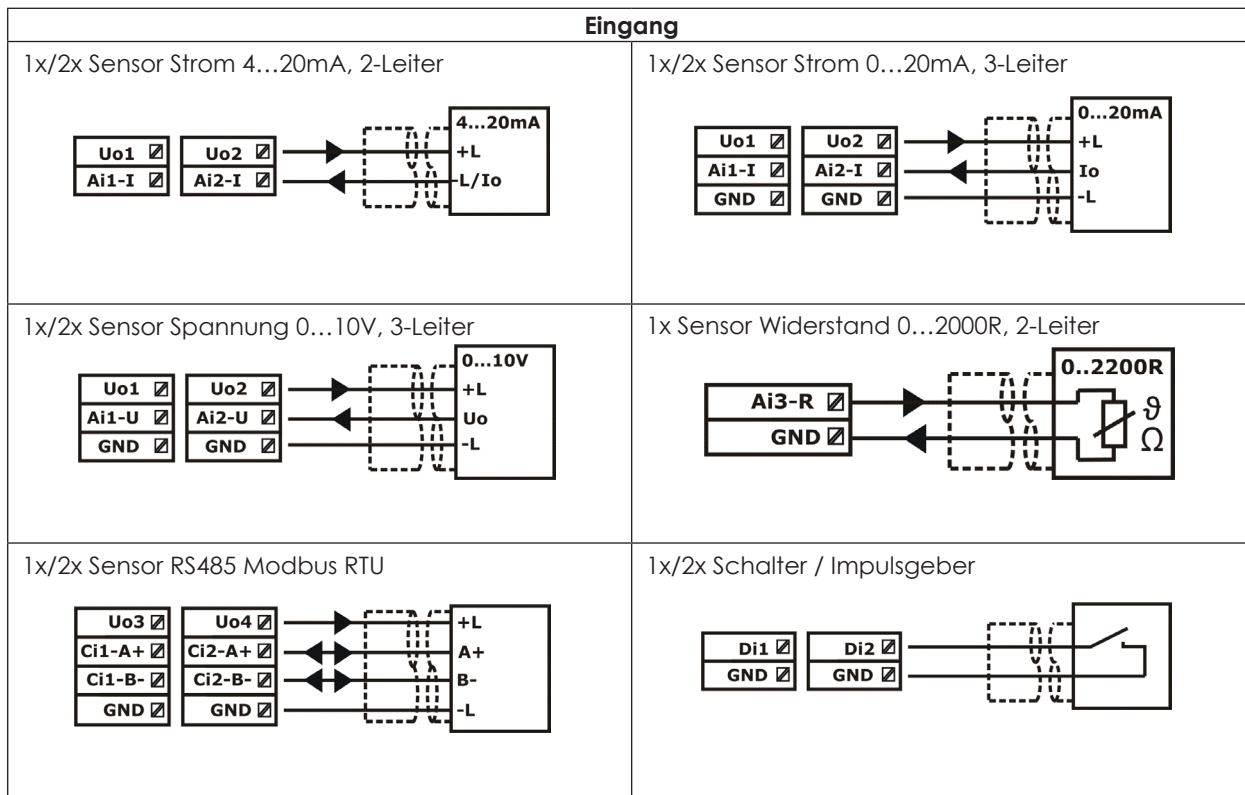 Eingang
1x/2x Sensor Strom 4…20mA, 2-Leiter
4...20mA
Uo1 Uo2 +L
Ai1-I Ai2-I -L/Io
1x/2x Sensor Strom 0…20mA, 3-Leiter
0...20mA
Uo1 Uo2 +L
Ai1-I Ai2-I Io
GND GND -L
1x/2x Sensor Spannung 0…10V, 3-Leiter
0...10V
Uo1 Uo2 +L
Ai1-U Ai2-U Uo
GND GND -L
1x Sensor Widerstand 0…2000R, 2-Leiter
0..2200R
Ai3-R ϑ
GND Ω
1x/2x Sensor RS485 Modbus RTU
Uo3 Uo4 +L
Ci1-A+ Ci2-A+ A+
Ci1-B- Ci2-B- B-
GND GND -L
1x/2x Schalter / Impulsgeber
Di1 Di2
GND GND